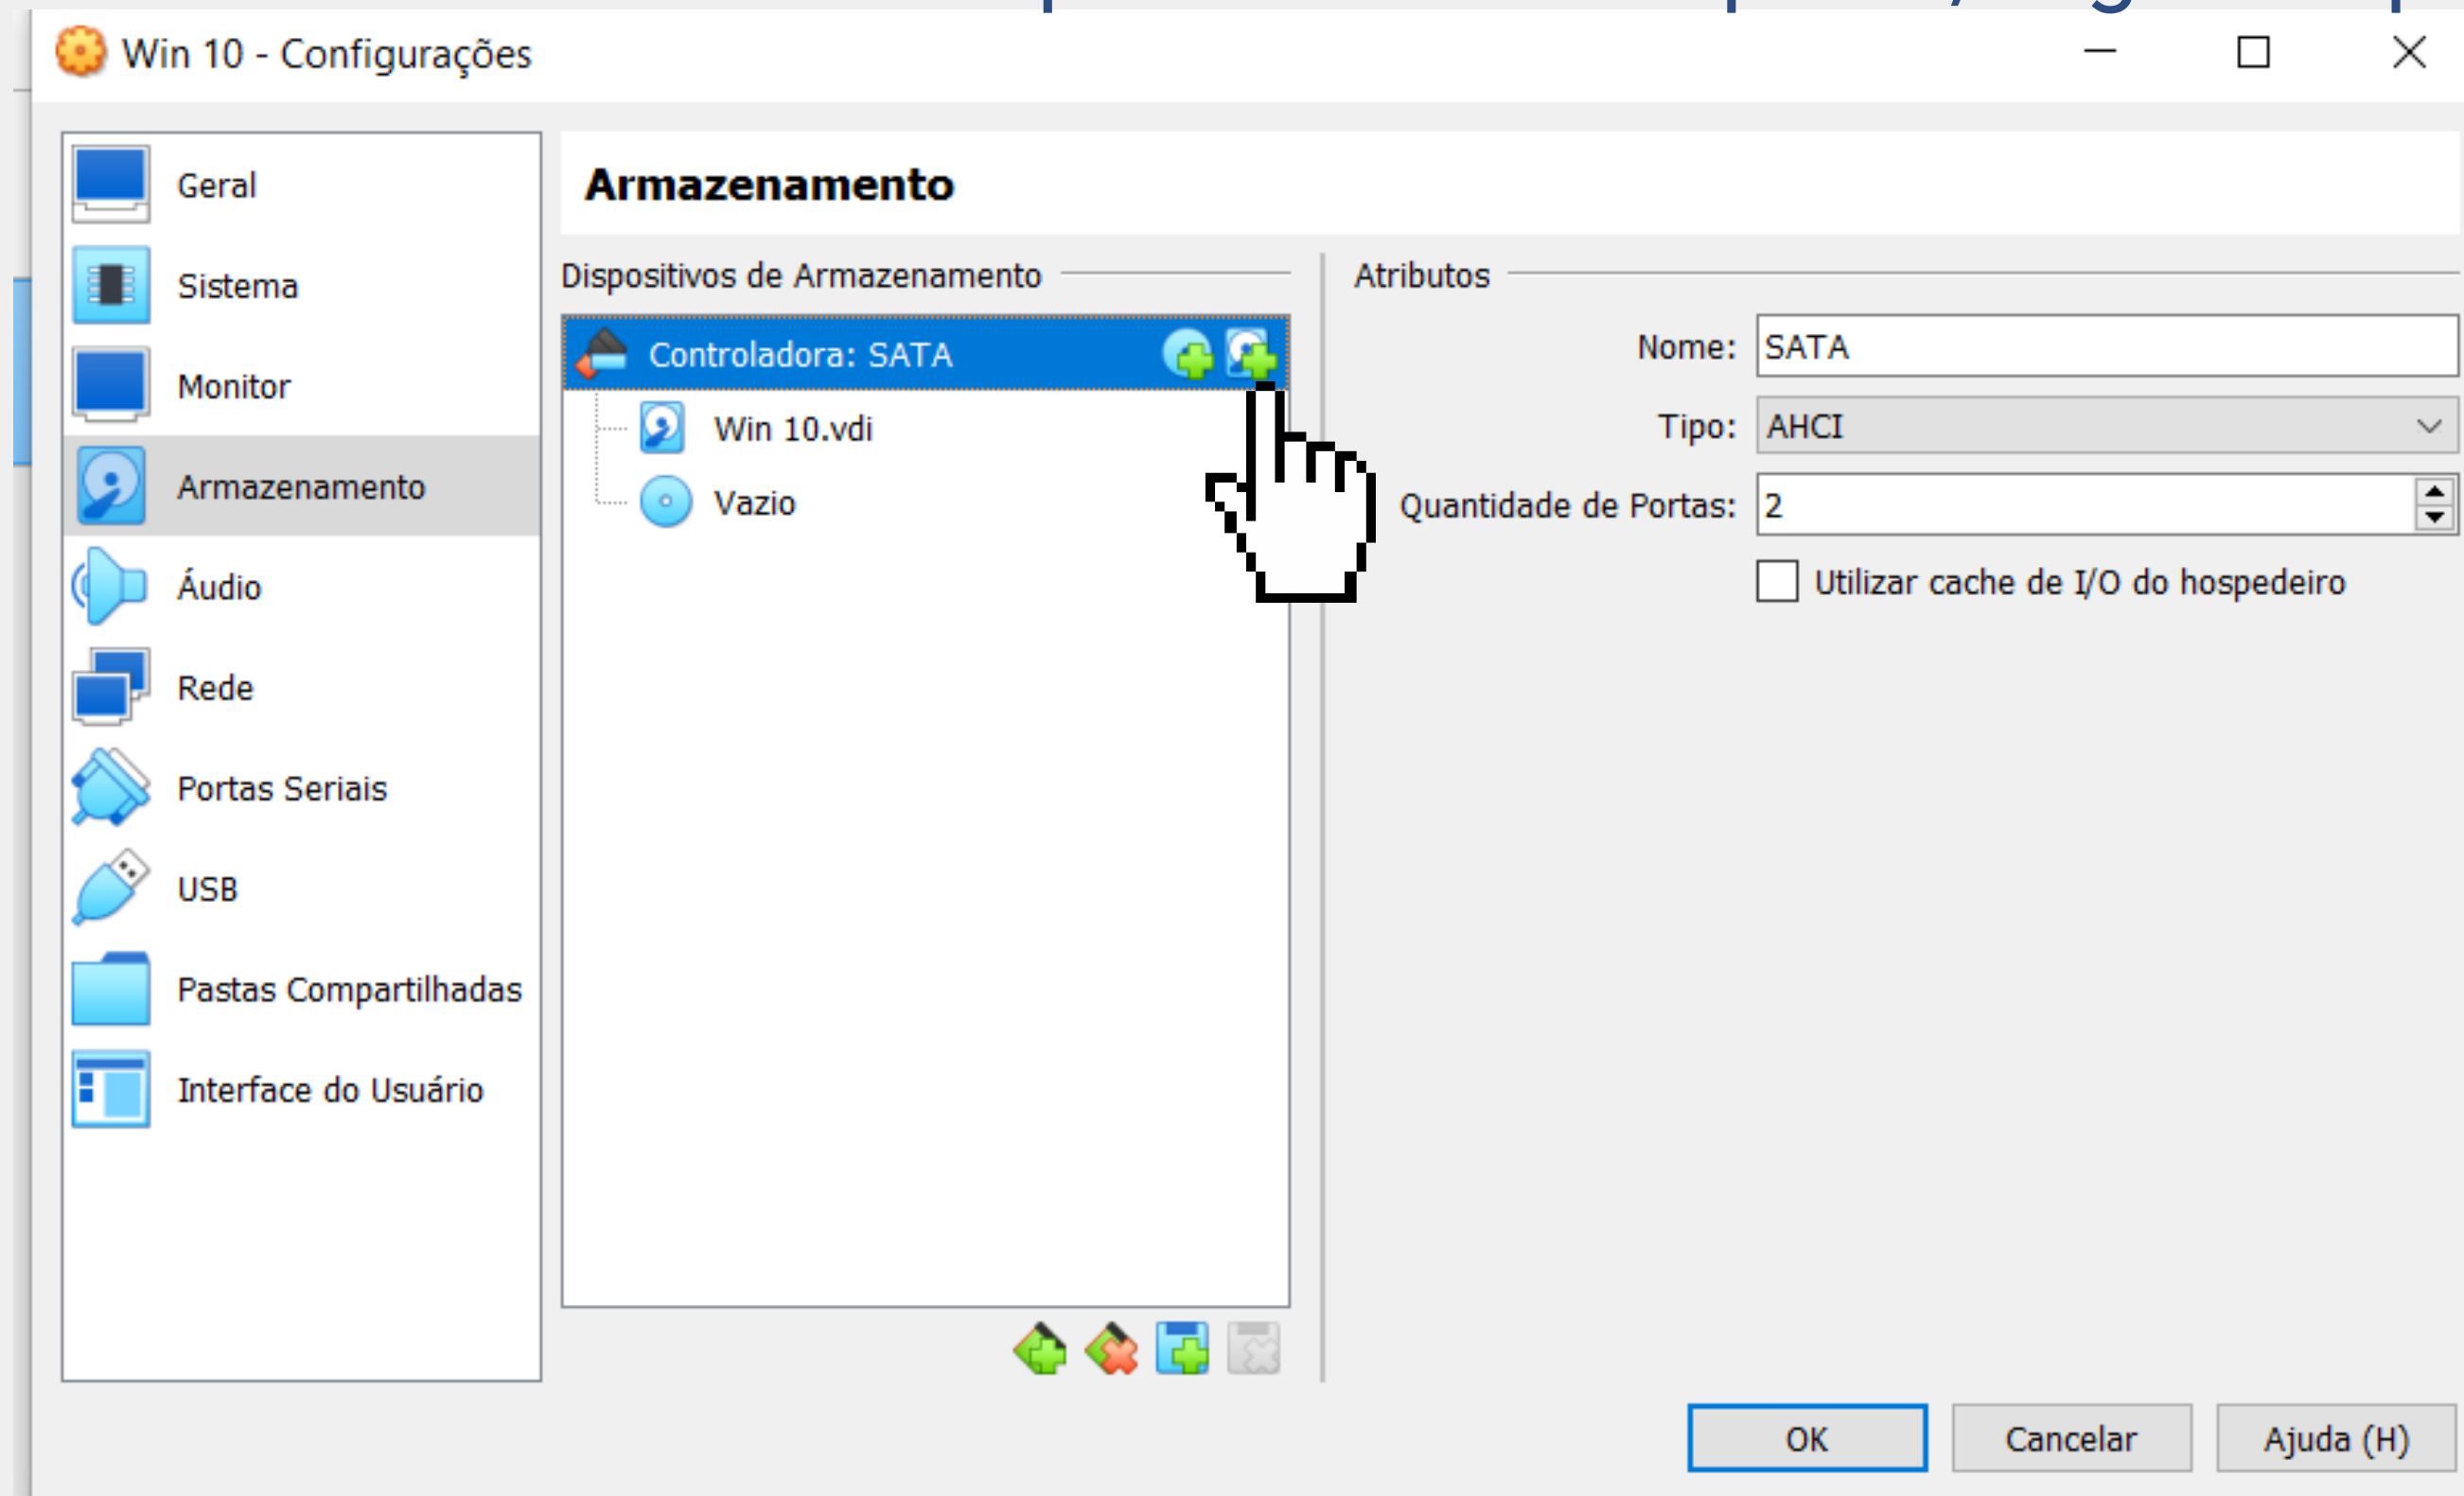 Win 10 - Configurações
Geral
Sistema
Monitor
Armazenamento
Áudio
Rede
Portas Seriais
USB
Pastas Compartilhadas
Interface do Usuário
Armazenamento
Dispositivos de Armazenamento
Controladora: SATA
Win 10.vdi
Vazio
Atributos
Nome: SATA
Tipo: AHCI
Quantidade de Portas: 2
Utilizar cache de I/O do hospedeiro
OK Cancelar Ajuda (H)